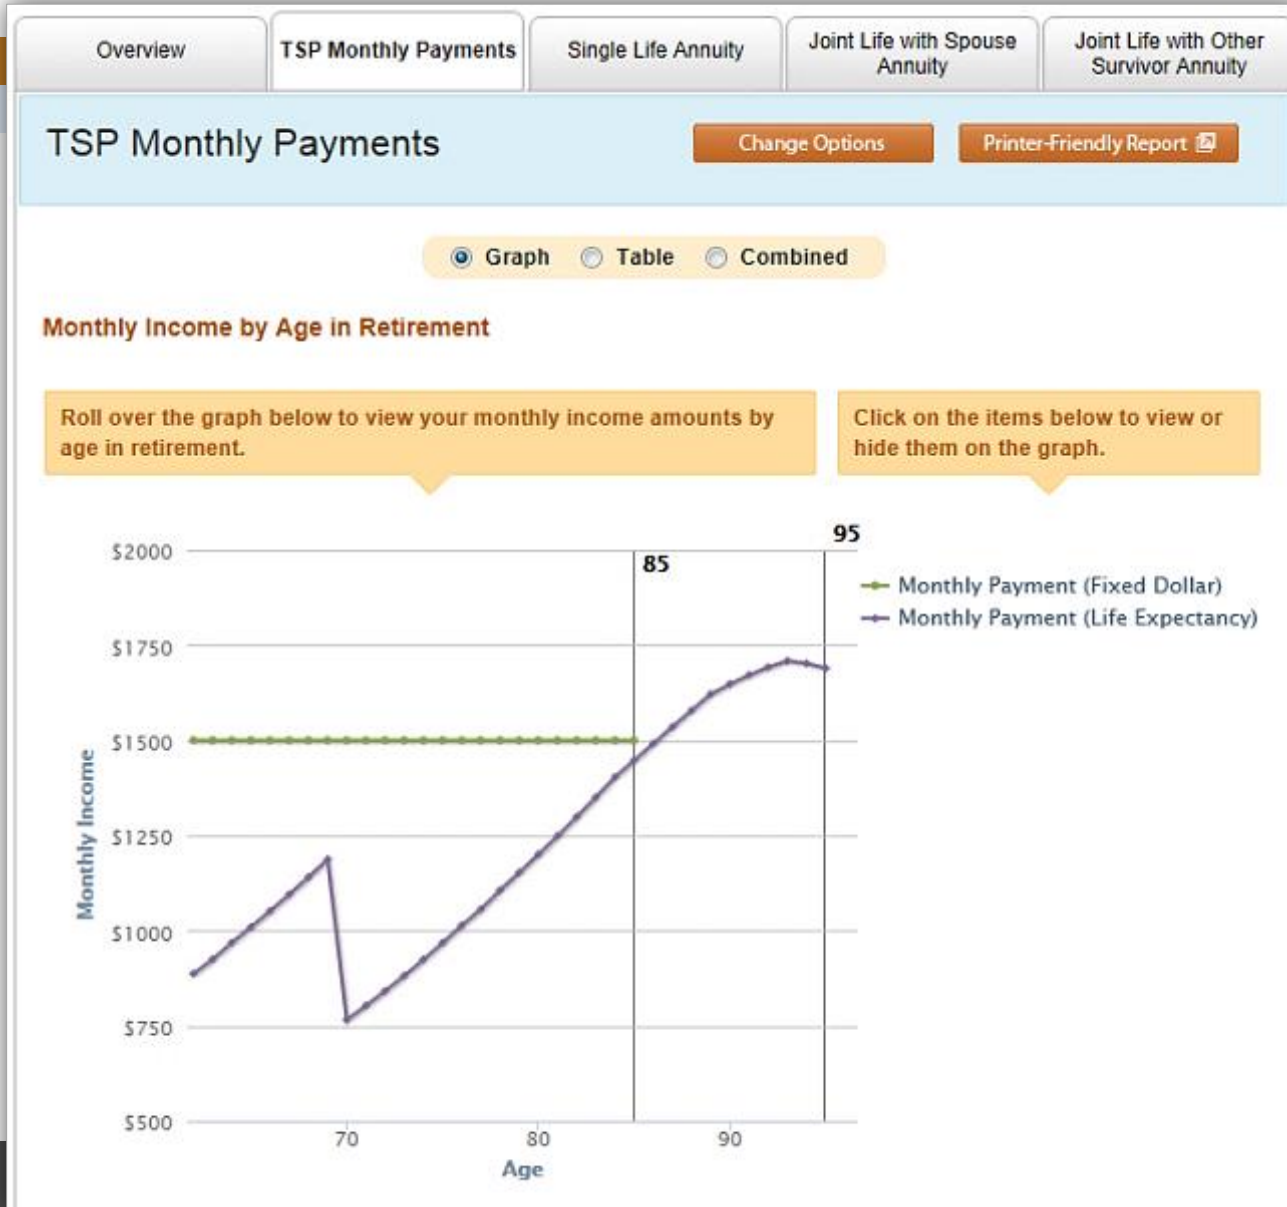 Overview
TSP Monthly Payments
Single Life Annuity
Joint Life with Spouse
Annuity
Joint Life with Other
Survivor Annuity
TSP Monthly Payments
Change Options
Printer-Friendly Report
Graph
Table
Combined
Monthly Income by Age in Retirement
Roll over the graph below to view your monthly income amounts by
age in retirement.
Click on the items below to view or
hide them on the graph.
95
85
$2000
$1750
$1500
$1250
$1000
$750
$500
Monthly Income
70
80
90
Age
Monthly Payment (Fixed Dollar)
Monthly Payment (Life Expectancy)